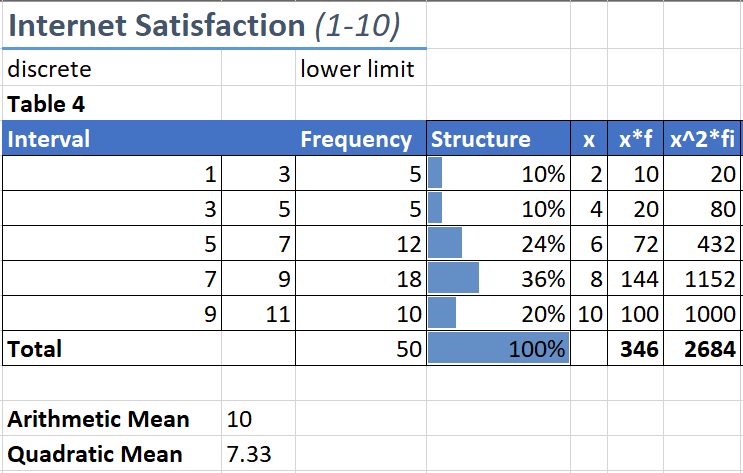 Internet Satisfaction (1-10)
discrete lower limit
Table 4
Interval Frequency Structure x x*f x^2*fi
1 3 5 10% 2 10 20
3 5 5 10% 4 20 80
5 7 12 24% 6 72 432
7 9 18 36% 8 144 1152
9 11 10 20% 10 100 1000
Total 50 100% 346 2684
Arithmetic Mean 10
Quadratic Mean 7.33